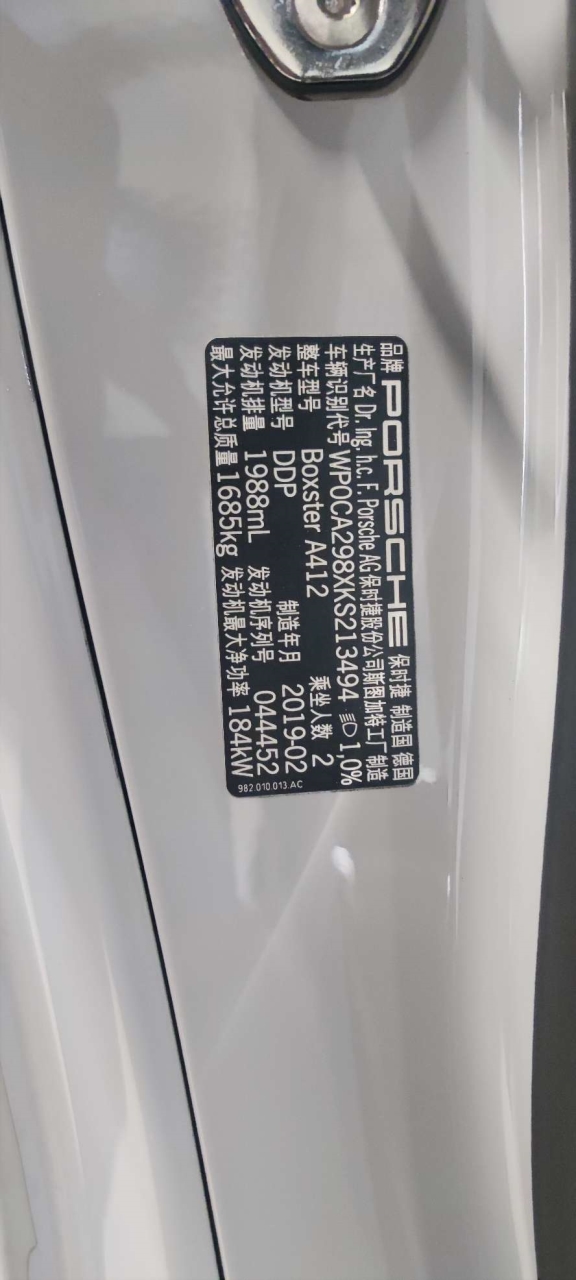 品牌 PORSCHE 保时捷 制造国 德国
生产厂名 Dr. Ing. h.c. F. Porsche AG 保时捷股份公司斯图加特工厂制造
车辆识别代号 WP0CA298XKS213494 1,0%
整车型号 Boxster A412 乘坐人数 2
发动机型号 DDP 制造年月 2019-02
发动机排量 1988mL 发动机序列号 044452
最大允许总质量 1685kg 发动机最大净功率 184kW
982.010.013.AC